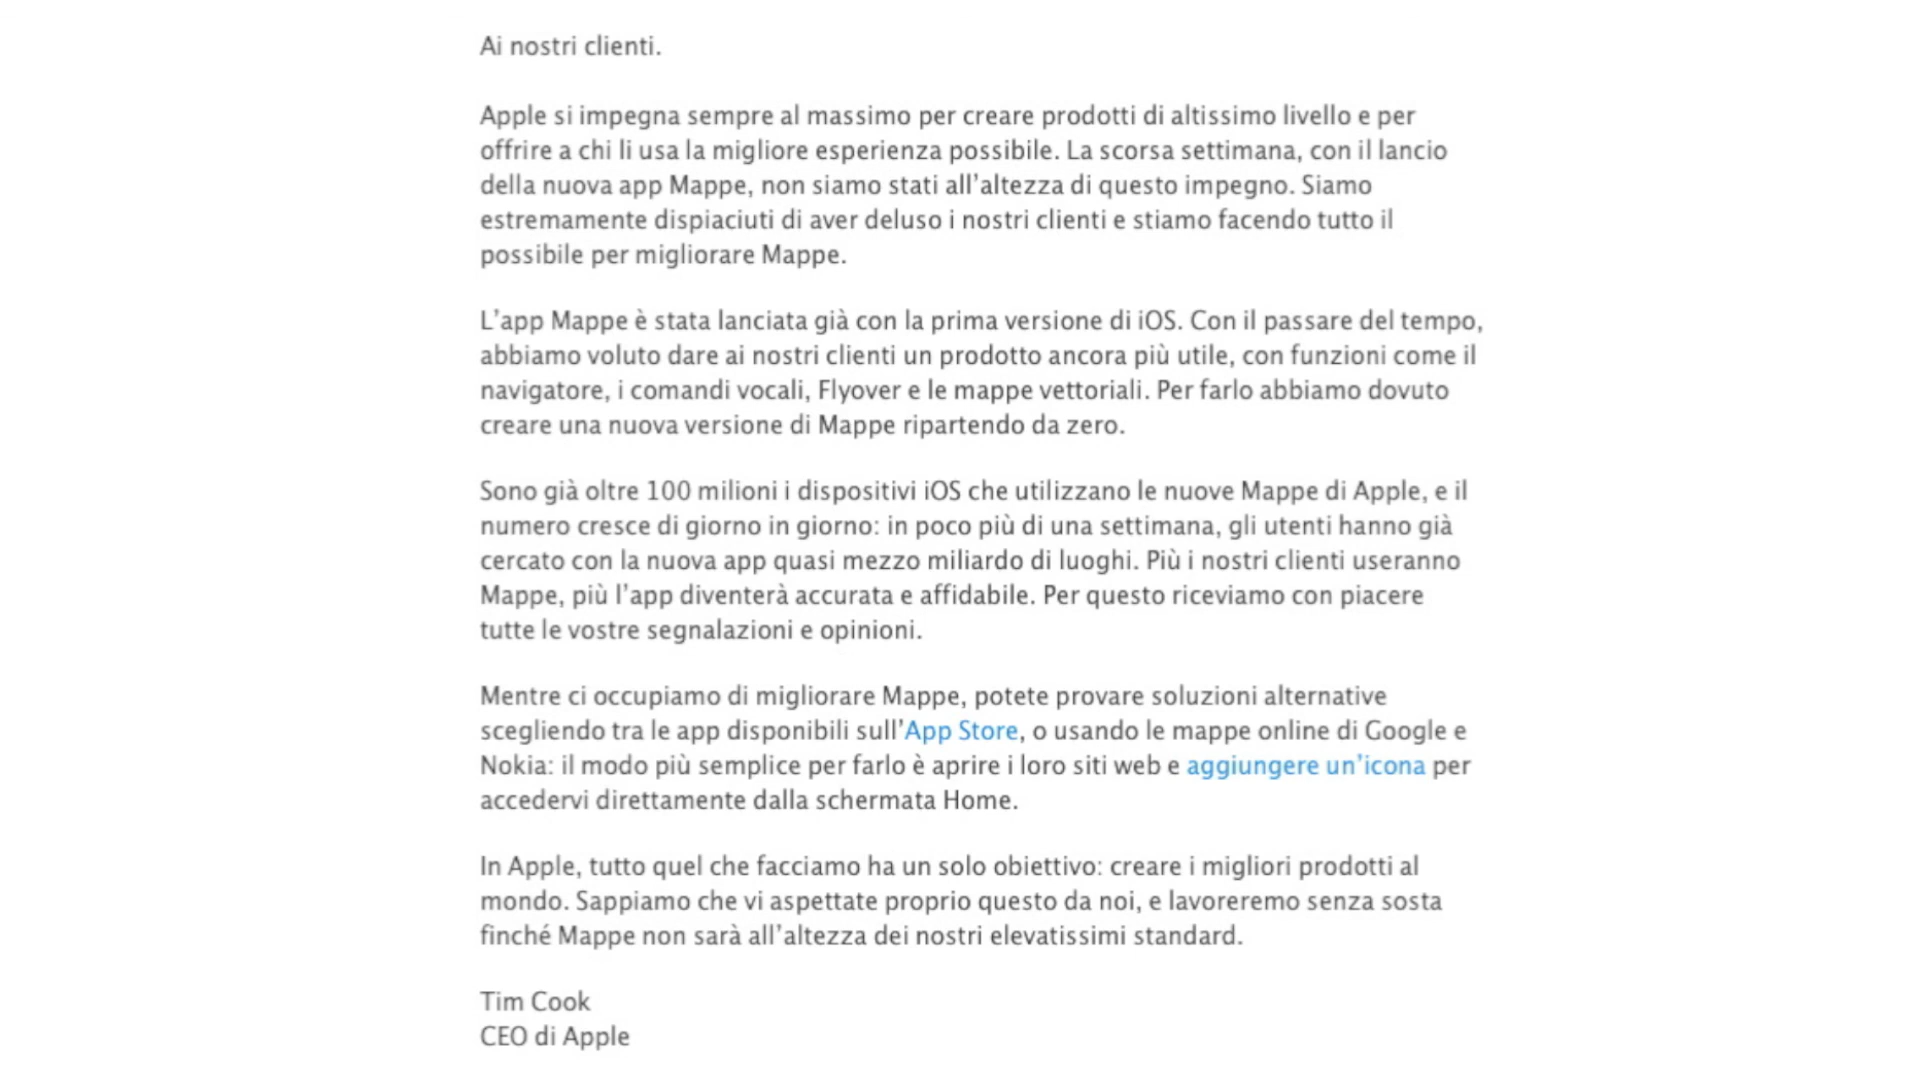 Ai nostri clienti.
Apple si impegna sempre al massimo per creare prodotti di altissimo livello e per
offrire a chi li usa la migliore esperienza possibile. La scorsa settimana, con il lancio
della nuova app Mappe, non siamo stati all’altezza di questo impegno. Siamo
estremamente dispiaciuti di aver deluso i nostri clienti e stiamo facendo tutto il
possibile per migliorare Mappe.
L’app Mappe è stata lanciata già con la prima versione di iOS. Con il passare del tempo,
abbiamo voluto dare ai nostri clienti un prodotto ancora più utile, con funzioni come il
navigatore, i comandi vocali, Flyover e le mappe vettoriali. Per farlo abbiamo dovuto
creare una nuova versione di Mappe ripartendo da zero.
Sono già oltre 100 milioni i dispositivi iOS che utilizzano le nuove Mappe di Apple, e il
numero cresce di giorno in giorno: in poco più di una settimana, gli utenti hanno già
cercato con la nuova app quasi mezzo miliardo di luoghi. Più i nostri clienti useranno
Mappe, più l’app diventerà accurata e affidabile. Per questo riceviamo con piacere
tutte le vostre segnalazioni e opinioni.
Mentre ci occupiamo di migliorare Mappe, potete provare soluzioni alternative
scegliendo tra le app disponibili sull’App Store, o usando le mappe online di Google e
Nokia: il modo più semplice per farlo è aprire i loro siti web e aggiungere un’icona per
accedervi direttamente dalla schermata Home.
In Apple, tutto quel che facciamo ha un solo obiettivo: creare i migliori prodotti al
mondo. Sappiamo che vi aspettate proprio questo da noi, e lavoreremo senza sosta
finché Mappe non sarà all’altezza dei nostri elevatissimi standard.
Tim Cook
CEO di Apple